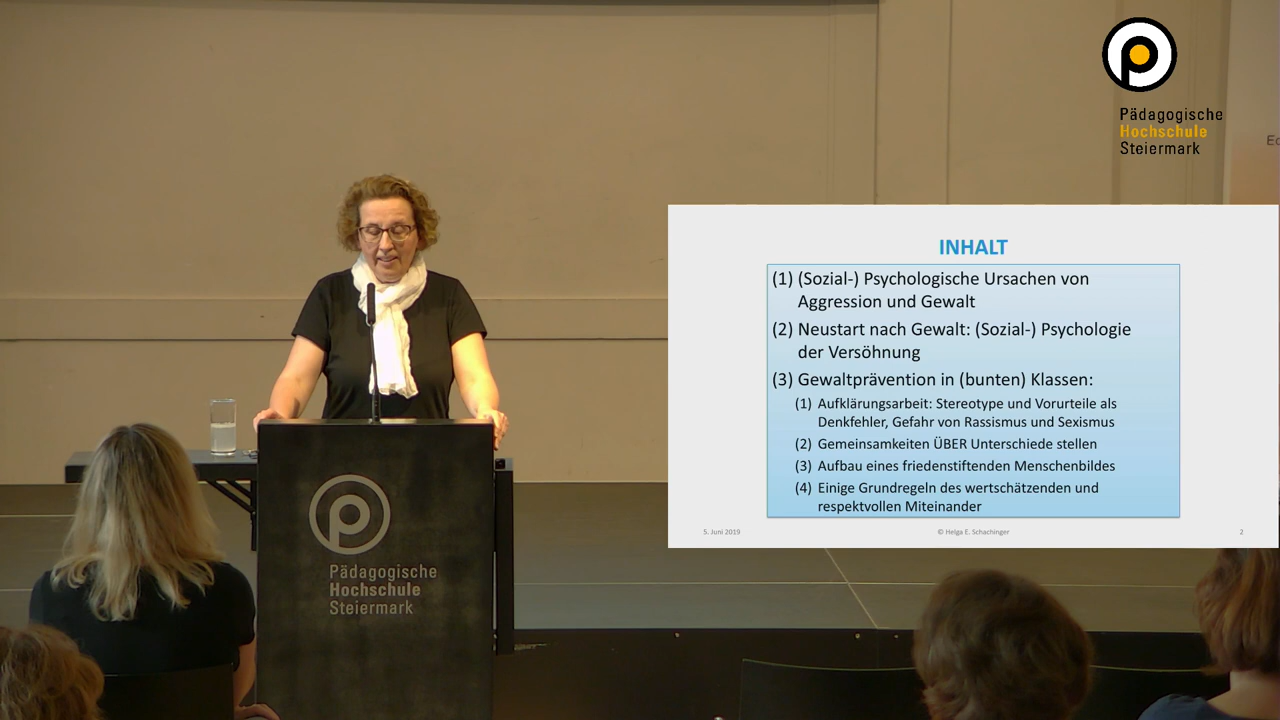 Pädagogische
Hochschule
Steiermark
INHALT
(1) (Sozial-) Psychologische Ursachen von
Aggression und Gewalt
(2) Neustart nach Gewalt: (Sozial-) Psychologie
der Versöhnung
(3) Gewaltprävention in (bunten) Klassen:
(1) Aufklärungsarbeit: Stereotype und Vorurteile als
Denkfehler, Gefahr von Rassismus und Sexismus
(2) Gemeinsamkeiten ÜBER Unterschiede stellen
(3) Aufbau eines friedenstiftenden Menschenbildes
(4) Einige Grundregeln des wertschätzenden und
respektvollen Miteinander
5. Juni 2019
© Helga E. Schachinger
2
Pädagogische
Hochschule
Steiermark